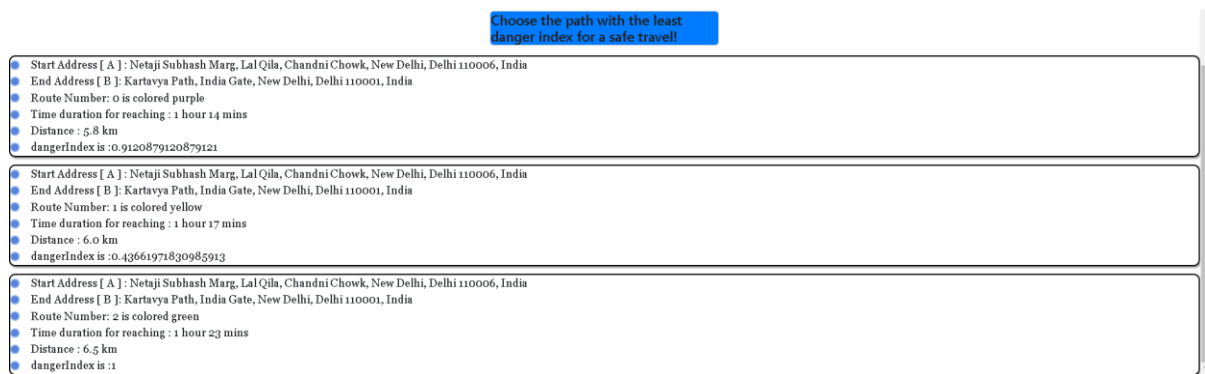 Choose the path with the least
danger index for a safe travel!
Start Address [ A ] : Netaji Subhash Marg, Lal Qila, Chandni Chowk, New Delhi, Delhi 110006, India
End Address [ B ]: Kartavya Path, India Gate, New Delhi, Delhi 110001, India
Route Number: 0 is colored purple
Time duration for reaching : 1 hour 14 mins
Distance : 5.8 km
dangerIndex is :0.9120879120879121
Start Address [ A ] : Netaji Subhash Marg, Lal Qila, Chandni Chowk, New Delhi, Delhi 110006, India
End Address [ B ]: Kartavya Path, India Gate, New Delhi, Delhi 110001, India
Route Number: 1 is colored yellow
Time duration for reaching : 1 hour 17 mins
Distance : 6.0 km
dangerIndex is :0.43661971830985913
Start Address [ A ] : Netaji Subhash Marg, Lal Qila, Chandni Chowk, New Delhi, Delhi 110006, India
End Address [ B ]: Kartavya Path, India Gate, New Delhi, Delhi 110001, India
Route Number: 2 is colored green
Time duration for reaching : 1 hour 23 mins
Distance : 6.5 km
dangerIndex is :1